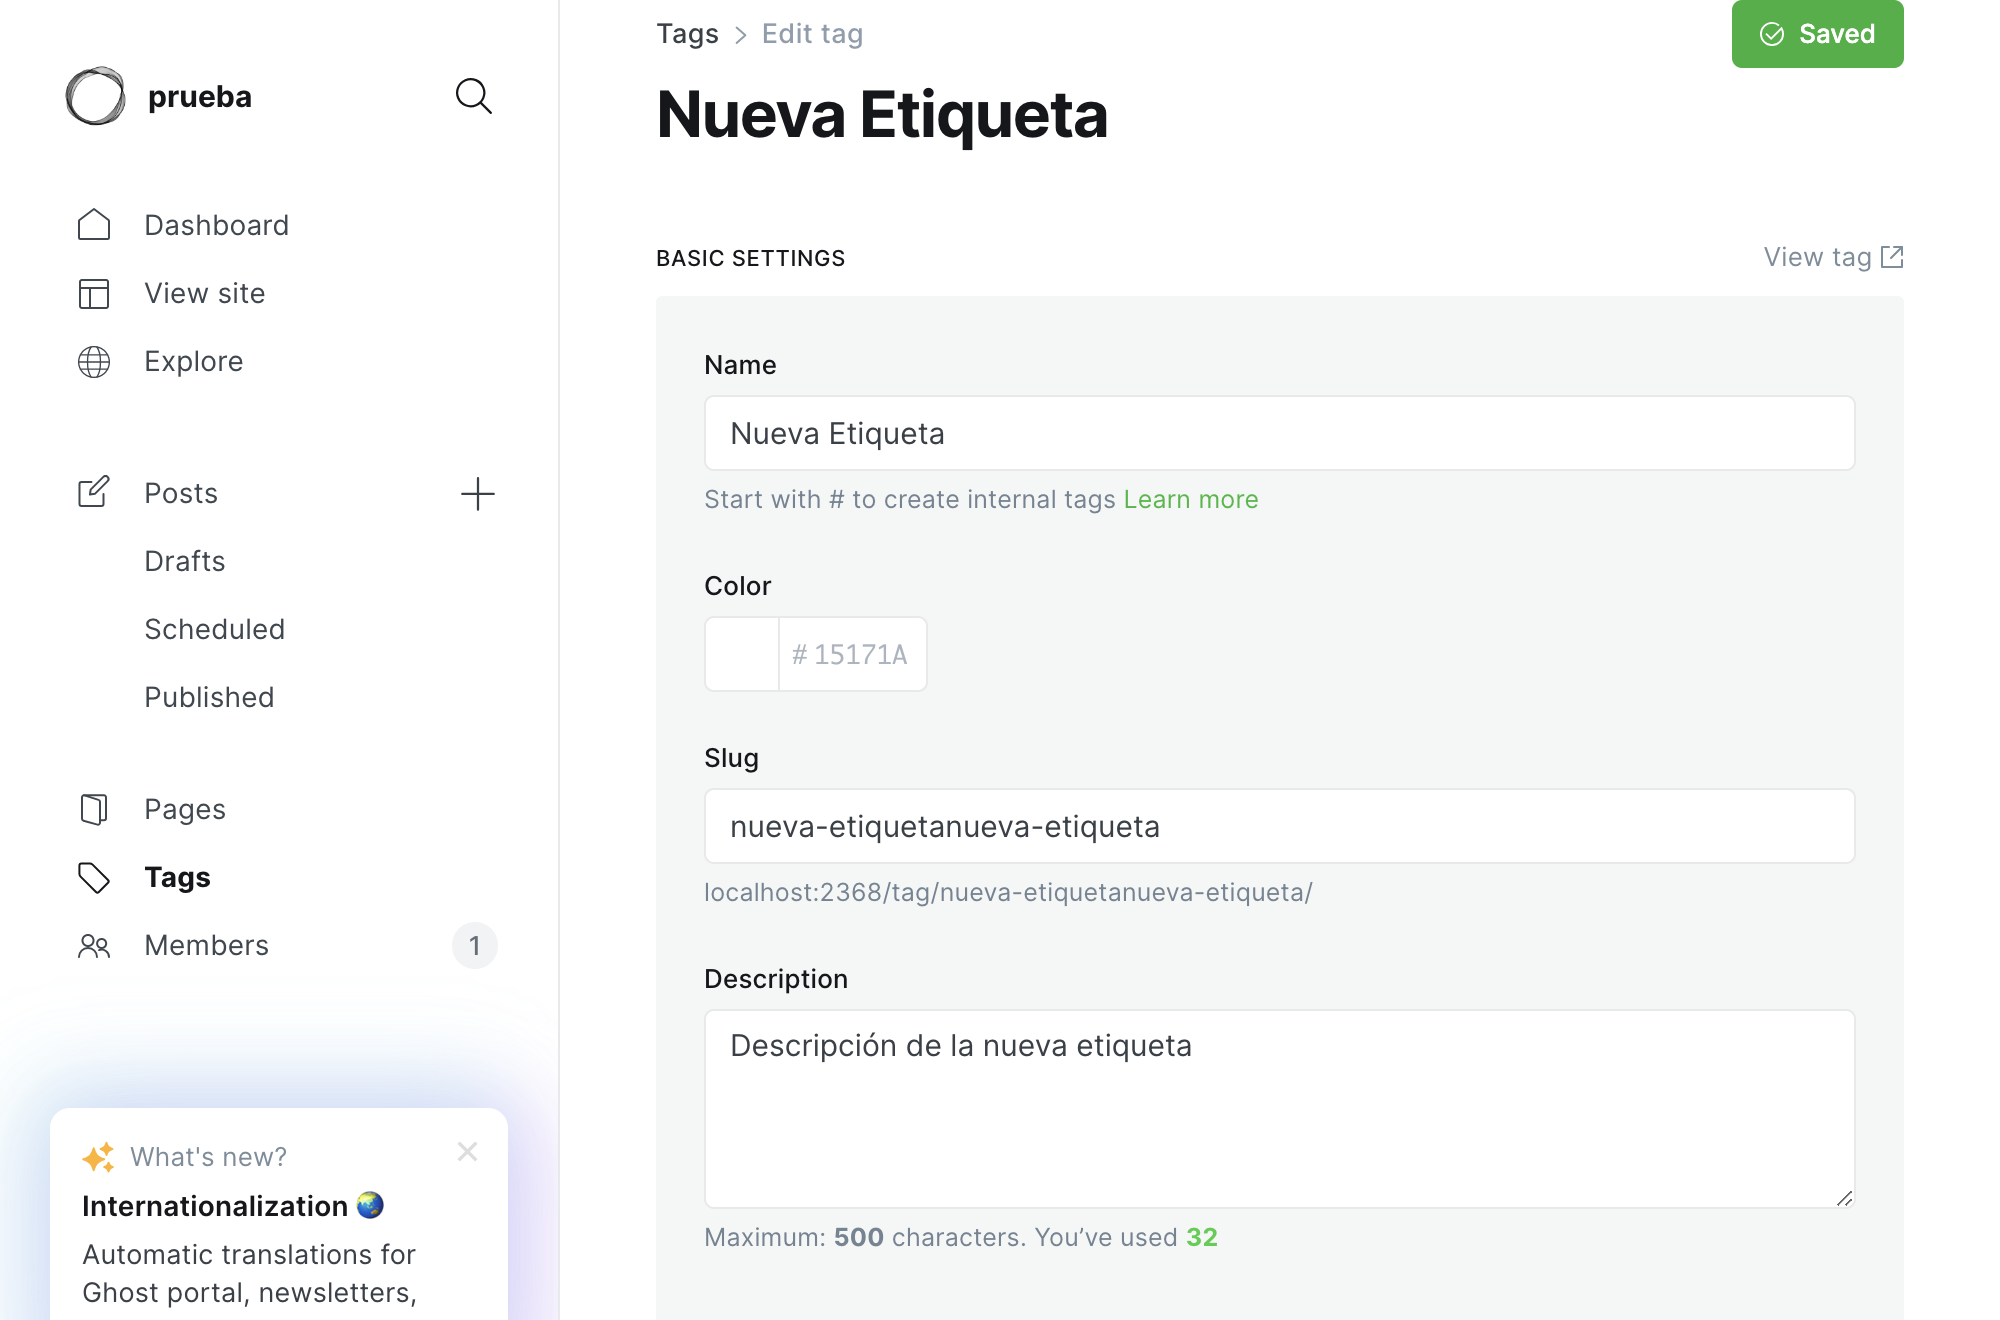 prueba
Dashboard
View site
Explore
Posts
Drafts
Scheduled
Published
Pages
Tags
Members 1
What's new?
Internationalization 🌏
Automatic translations for
Ghost portal, newsletters,
Tags > Edit tag
Saved
Nueva Etiqueta
BASIC SETTINGS
View tag
Name
Nueva Etiqueta
Start with # to create internal tags Learn more
Color
# 15171A
Slug
nueva-etiquetanueva-etiqueta
localhost:2368/tag/nueva-etiquetanueva-etiqueta/
Description
Descripción de la nueva etiqueta
Maximum: 500 characters. You’ve used 32